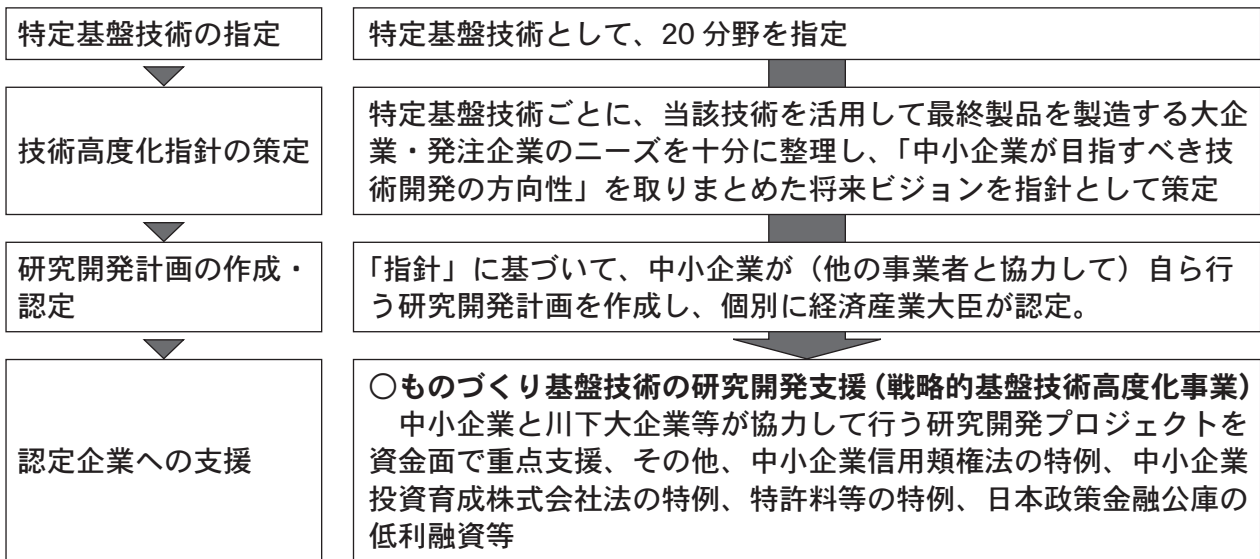 特定基盤技術の指定
特定基盤技術として、20 分野を指定
技術高度化指針の策定
特定基盤技術ごとに、当該技術を活用して最終製品を製造する大企
業・発注企業のニーズを十分に整理し、「中小企業が目指すべき技
術開発の方向性」を取りまとめた将来ビジョンを指針として策定
研究開発計画の作成・
認定
「指針」に基づいて、中小企業が（他の事業者と協力して）自ら行
う研究開発計画を作成し、個別に経済産業大臣が認定。
認定企業への支援
○ものづくり基盤技術の研究開発支援（戦略的基盤技術高度化事業）
中小企業と川下大企業等が協力して行う研究開発プロジェクトを
資金面で重点支援、その他、中小企業信用頬権法の特例、中小企業
投資育成株式会社法の特例、特許料等の特例、日本政策金融公庫の
低利融資等